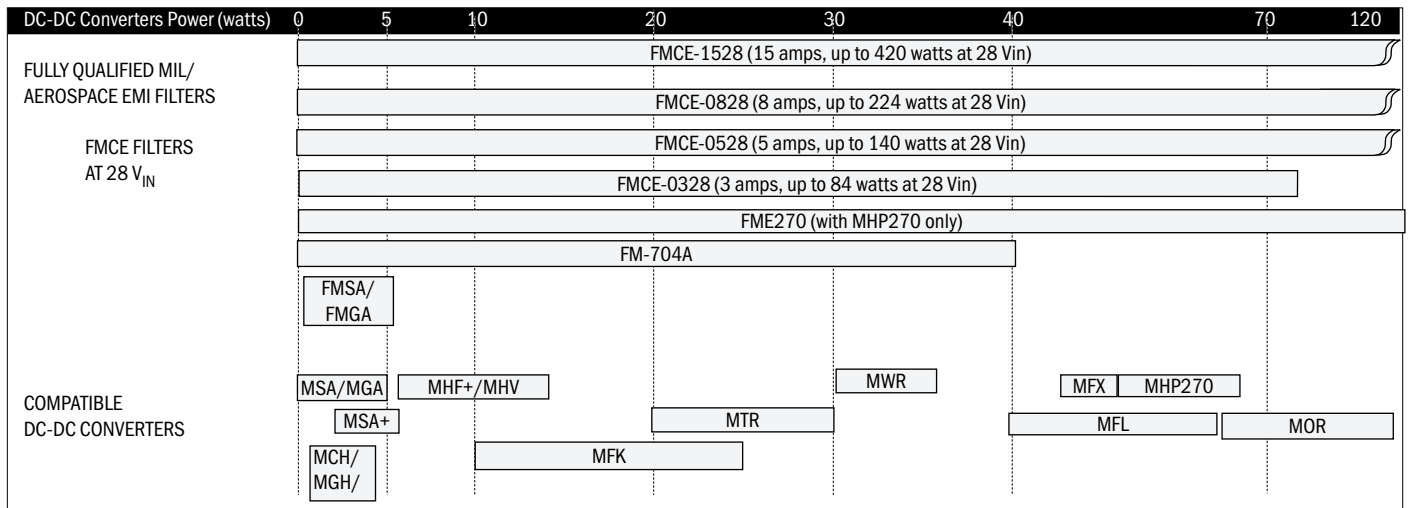 DC-DC Converters Power (watts) 0 5 10 20 30 40 70 120
FULLY QUALIFIED MIL/
AEROSPACE EMI FILTERS
FMCE-1528 (15 amps, up to 420 watts at 28 Vin)
FMCE-0828 (8 amps, up to 224 watts at 28 Vin)
FMCE FILTERS
AT 28 VIN
FMCE-0528 (5 amps, up to 140 watts at 28 Vin)
FMCE-0328 (3 amps, up to 84 watts at 28 Vin)
FME270 (with MHP270 only)
FM-704A
FMSA/
FMGA
COMPATIBLE
DC-DC CONVERTERS
MSA/MGA
MHF+/MHV
MWR
MFX
MHP270
MSA+
MTR
MFL
MOR
MCH/
MGH/
MFK